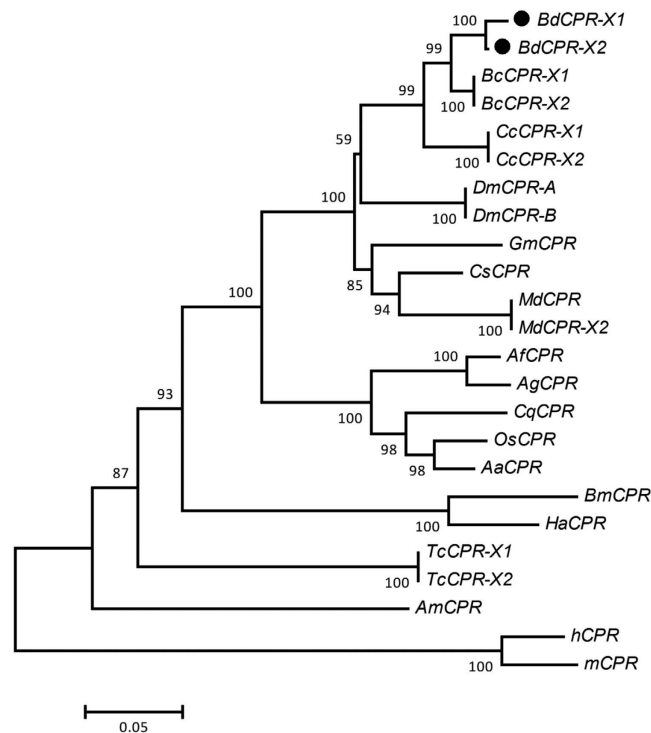 100
BdCPR-X1
BdCPR-X2
99
BcCPR-X1
100
BcCPR-X2
99
CcCPR-X1
100
CcCPR-X2
59
DmCPR-A
100
DmCPR-B
100
GmCPR
85
CsCPR
94
MdCPR
100
MdCPR-X2
100
100
AfCPR
AgCPR
100
CqCPR
98
OsCPR
98
AaCPR
93
BmCPR
100
HaCPR
87
TcCPR-X1
100
TcCPR-X2
AmCPR
hCPR
100
mCPR
0.05